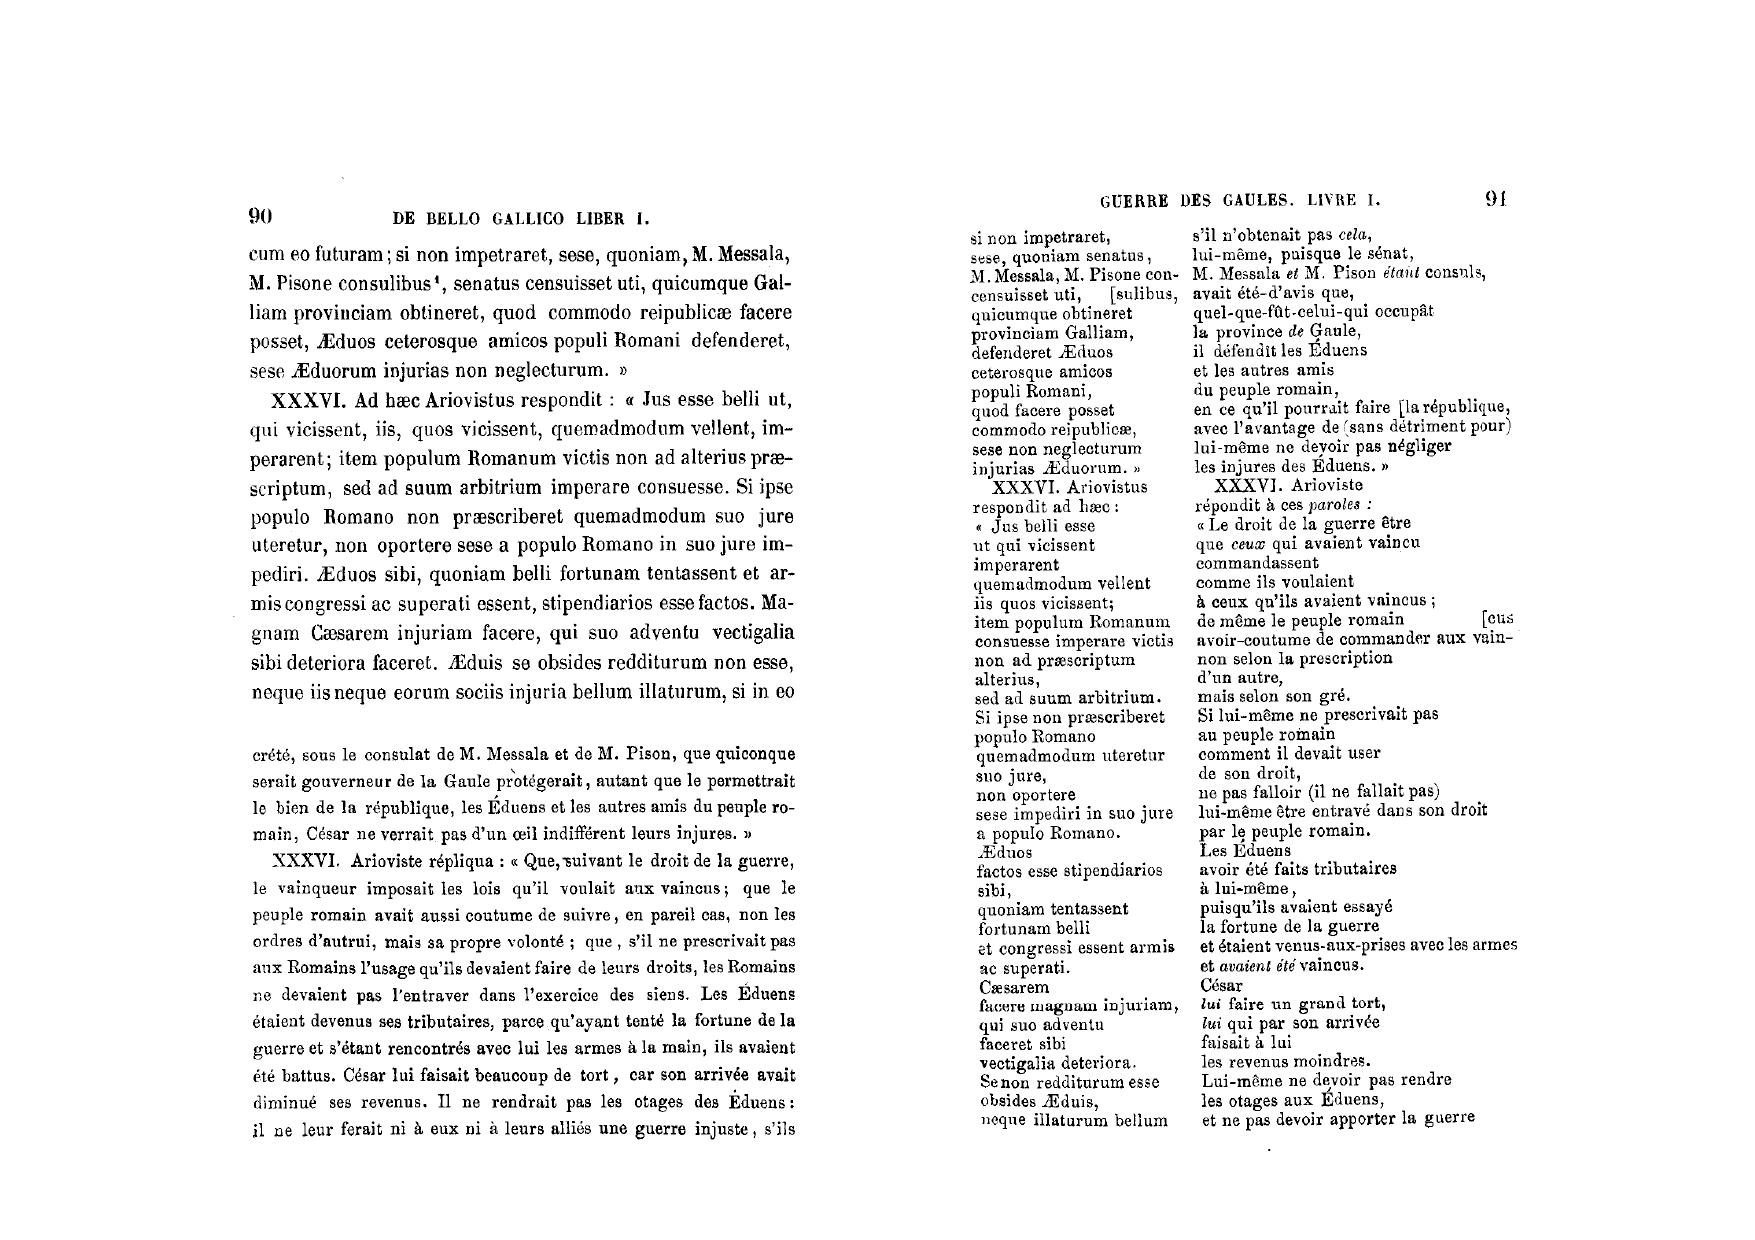 90 DE BELLO GALLICO LIBER I.
cum eo futuram; si non impetraret, sese, quoniam, M. Messala,
M. Pisone consulibus¹, senatus censuisset uti, quicumque Gal-
liam provinciam obtineret, quod commodo reipublicæ facere
posset, Æduos ceterosque amicos populi Romani defenderet,
sese Æduorum injurias non neglecturum. »
XXXVI. Ad hæc Ariovistus respondit : « Jus esse belli ut,
qui vicissent, iis, quos vicissent, quemadmodum vellent, im-
perarent; item populum Romanum victis non ad alterius præ-
scriptum, sed ad suum arbitrium imperare consuesse. Si ipse
populo Romano non præscriberet quemadmodum suo jure
uteretur, non oportere sese a populo Romano in suo jure im-
pediri. Æduos sibi, quoniam belli fortunam tentassent et ar-
mis congressi ac superati essent, stipendiarios esse factos. Ma-
gnam Cæsarem injuriam facere, qui suo adventu vectigalia
sibi deteriora faceret. Æduis se obsides redditurum non esse,
neque iis neque eorum sociis injuria bellum illaturum, si in eo
crété, sous le consulat de M. Messala et de M. Pison, que quiconque
serait gouverneur de la Gaule protégerait, autant que le permettrait
le bien de la république, les Éduens et les autres amis du peuple ro-
main, César ne verrait pas d'un œil indifférent leurs injures. »
XXXVI. Arioviste répliqua : « Que, suivant le droit de la guerre,
le vainqueur imposait les lois qu'il voulait aux vaincus; que le
peuple romain avait aussi coutume de suivre, en pareil cas, non les
ordres d'autrui, mais sa propre volonté ; que, s'il ne prescrivait pas
aux Romains l'usage qu'ils devaient faire de leurs droits, les Romains
ne devaient pas l'entraver dans l'exercice des siens. Les Éduens
étaient devenus ses tributaires, parce qu'ayant tenté la fortune de la
guerre et s'étant rencontrés avec lui les armes à la main, ils avaient
été battus. César lui faisait beaucoup de tort, car son arrivée avait
diminué ses revenus. Il ne rendrait pas les otages des Éduens :
il ne leur ferait ni à eux ni à leurs alliés une guerre injuste, s'ils
GUERRE DES GAULES. LIVRE I. 91
si non impetraret,
sese, quoniam senatus,
M. Messala, M. Pisone con-
censuisset uti, [sulibus,
quicumque obtineret
provinciam Galliam,
defenderet Æduos
ceterosque amicos
populi Romani,
quod facere posset
commodo reipublicæ,
sese non neglecturum
injurias Æduorum. »
XXXVI. Ariovistus
respondit ad hæc :
« Jus belli esse
ut qui vicissent
imperarent
quemadmodum vellent
iis quos vicissent;
item populum Romanum
consuesse imperare victis
non ad præscriptum
alterius,
sed ad suum arbitrium.
Si ipse non præscriberet
populo Romano
quemadmodum uteretur
suo jure,
non oportere
sese impediri in suo jure
a populo Romano.
Æduos
factos esse stipendiarios
sibi,
quoniam tentassent
fortunam belli
et congressi essent armis
ac superati.
Cæsarem
facere magnam injuriam,
qui suo adventu
faceret sibi
vectigalia deteriora.
Se non redditurum esse
obsides Æduis,
neque illaturum bellum
s'il n'obtenait pas cela,
lui-même, puisque le sénat,
M. Messala et M. Pison étant consuls,
avait été-d'avis que,
quel-que-fût-celui-qui occupât
la province de Gaule,
il défendît les Éduens
et les autres amis
du peuple romain,
en ce qu'il pourrait faire [la république,
avec l'avantage de (sans détriment pour)
lui-même ne devoir pas négliger
les injures des Éduens. »
XXXVI. Arioviste
répondit à ces paroles :
« Le droit de la guerre être
que ceux qui avaient vaincu
commandassent
comme ils voulaient
à ceux qu'ils avaient vaincus ;
de même le peuple romain [cus
avoir-coutume de commander aux vain-
non selon la prescription
d'un autre,
mais selon son gré.
Si lui-même ne prescrivait pas
au peuple romain
comment il devait user
de son droit,
ne pas falloir (il ne fallait pas)
lui-même être entravé dans son droit
par le peuple romain.
Les Éduens
avoir été faits tributaires
à lui-même,
puisqu'ils avaient essayé
la fortune de la guerre
et étaient venus-aux-prises avec les armes
et avaient été vaincus.
César
lui faire un grand tort,
lui qui par son arrivée
faisait à lui
les revenus moindres.
Lui-même ne devoir pas rendre
les otages aux Éduens,
et ne pas devoir apporter la guerre